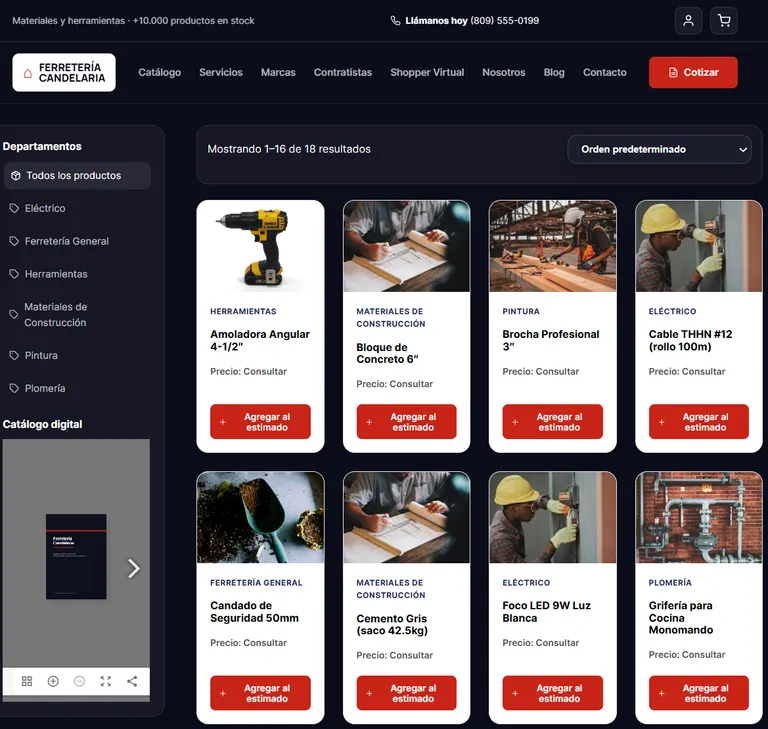 Materiales y herramientas · +10.000 productos en stock
Llámanos hoy (809) 555-0199
FERRETERÍA
CANDELARIA
Catálogo
Servicios
Marcas
Contratistas
Shopper Virtual
Nosotros
Blog
Contacto
Cotizar
Departamentos
Todos los productos
Eléctrico
Ferretería General
Herramientas
Materiales de
Construcción
Pintura
Plomería
Catálogo digital
Ferretería
Candelaria
Mostrando 1–16 de 18 resultados
Orden predeterminado
HERRAMIENTAS
Amoladora Angular
4-1/2″
Precio: Consultar
+ Agregar al
estimado
MATERIALES DE
CONSTRUCCIÓN
Bloque de
Concreto 6″
Precio: Consultar
+ Agregar al
estimado
PINTURA
Brocha Profesional
3″
Precio: Consultar
+ Agregar al
estimado
ELÉCTRICO
Cable THHN #12
(rollo 100m)
Precio: Consultar
+ Agregar al
estimado
FERRETERÍA GENERAL
Candado de
Seguridad 50mm
Precio: Consultar
+ Agregar al
estimado
MATERIALES DE
CONSTRUCCIÓN
Cemento Gris
(saco 42.5kg)
Precio: Consultar
+ Agregar al
estimado
ELÉCTRICO
Foco LED 9W Luz
Blanca
Precio: Consultar
+ Agregar al
estimado
PLOMERÍA
Grifería para
Cocina
Monomando
Precio: Consultar
+ Agregar al
estimado